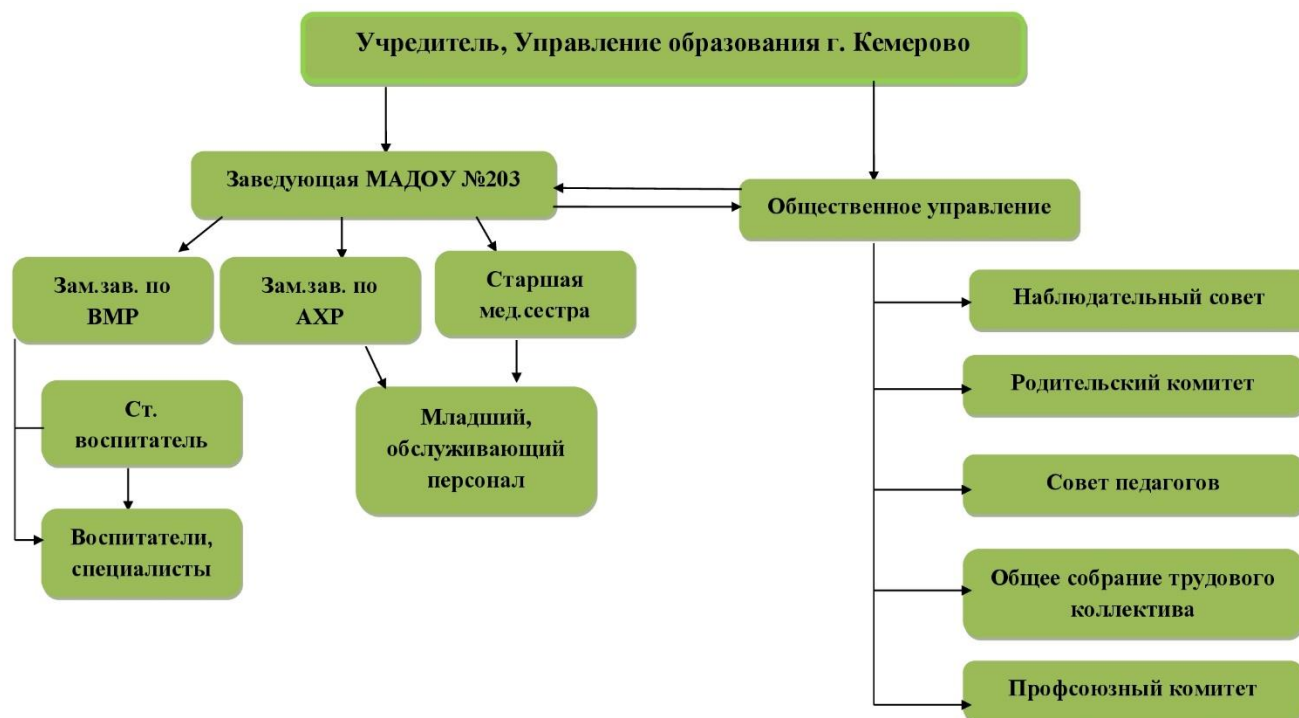 Учредитель, Управление образования г. Кемерово
Заведующая МАДОУ №203
Общественное управление
Зам.зав. по
ВМР
Зам.зав. по
АХР
Старшая
мед.сестра
Наблюдательный совет
Родительский комитет
Ст.
воспитатель
Младший,
обслуживающий
персонал
Совет педагогов
Воспитатели,
специалисты
Общее собрание трудового
коллектива
Профсоюзный комитет